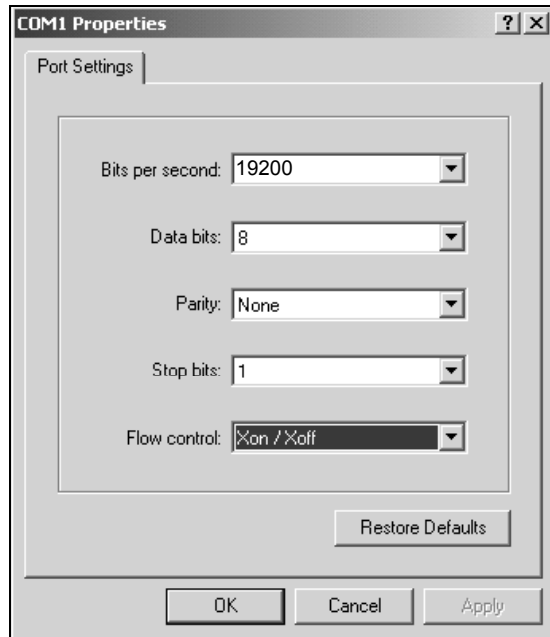 COM1 Properties
Port Settings
Bits per second: 19200
Data bits: 8
Parity: None
Stop bits: 1
Flow control: Xon / Xoff
Restore Defaults
OK Cancel Apply